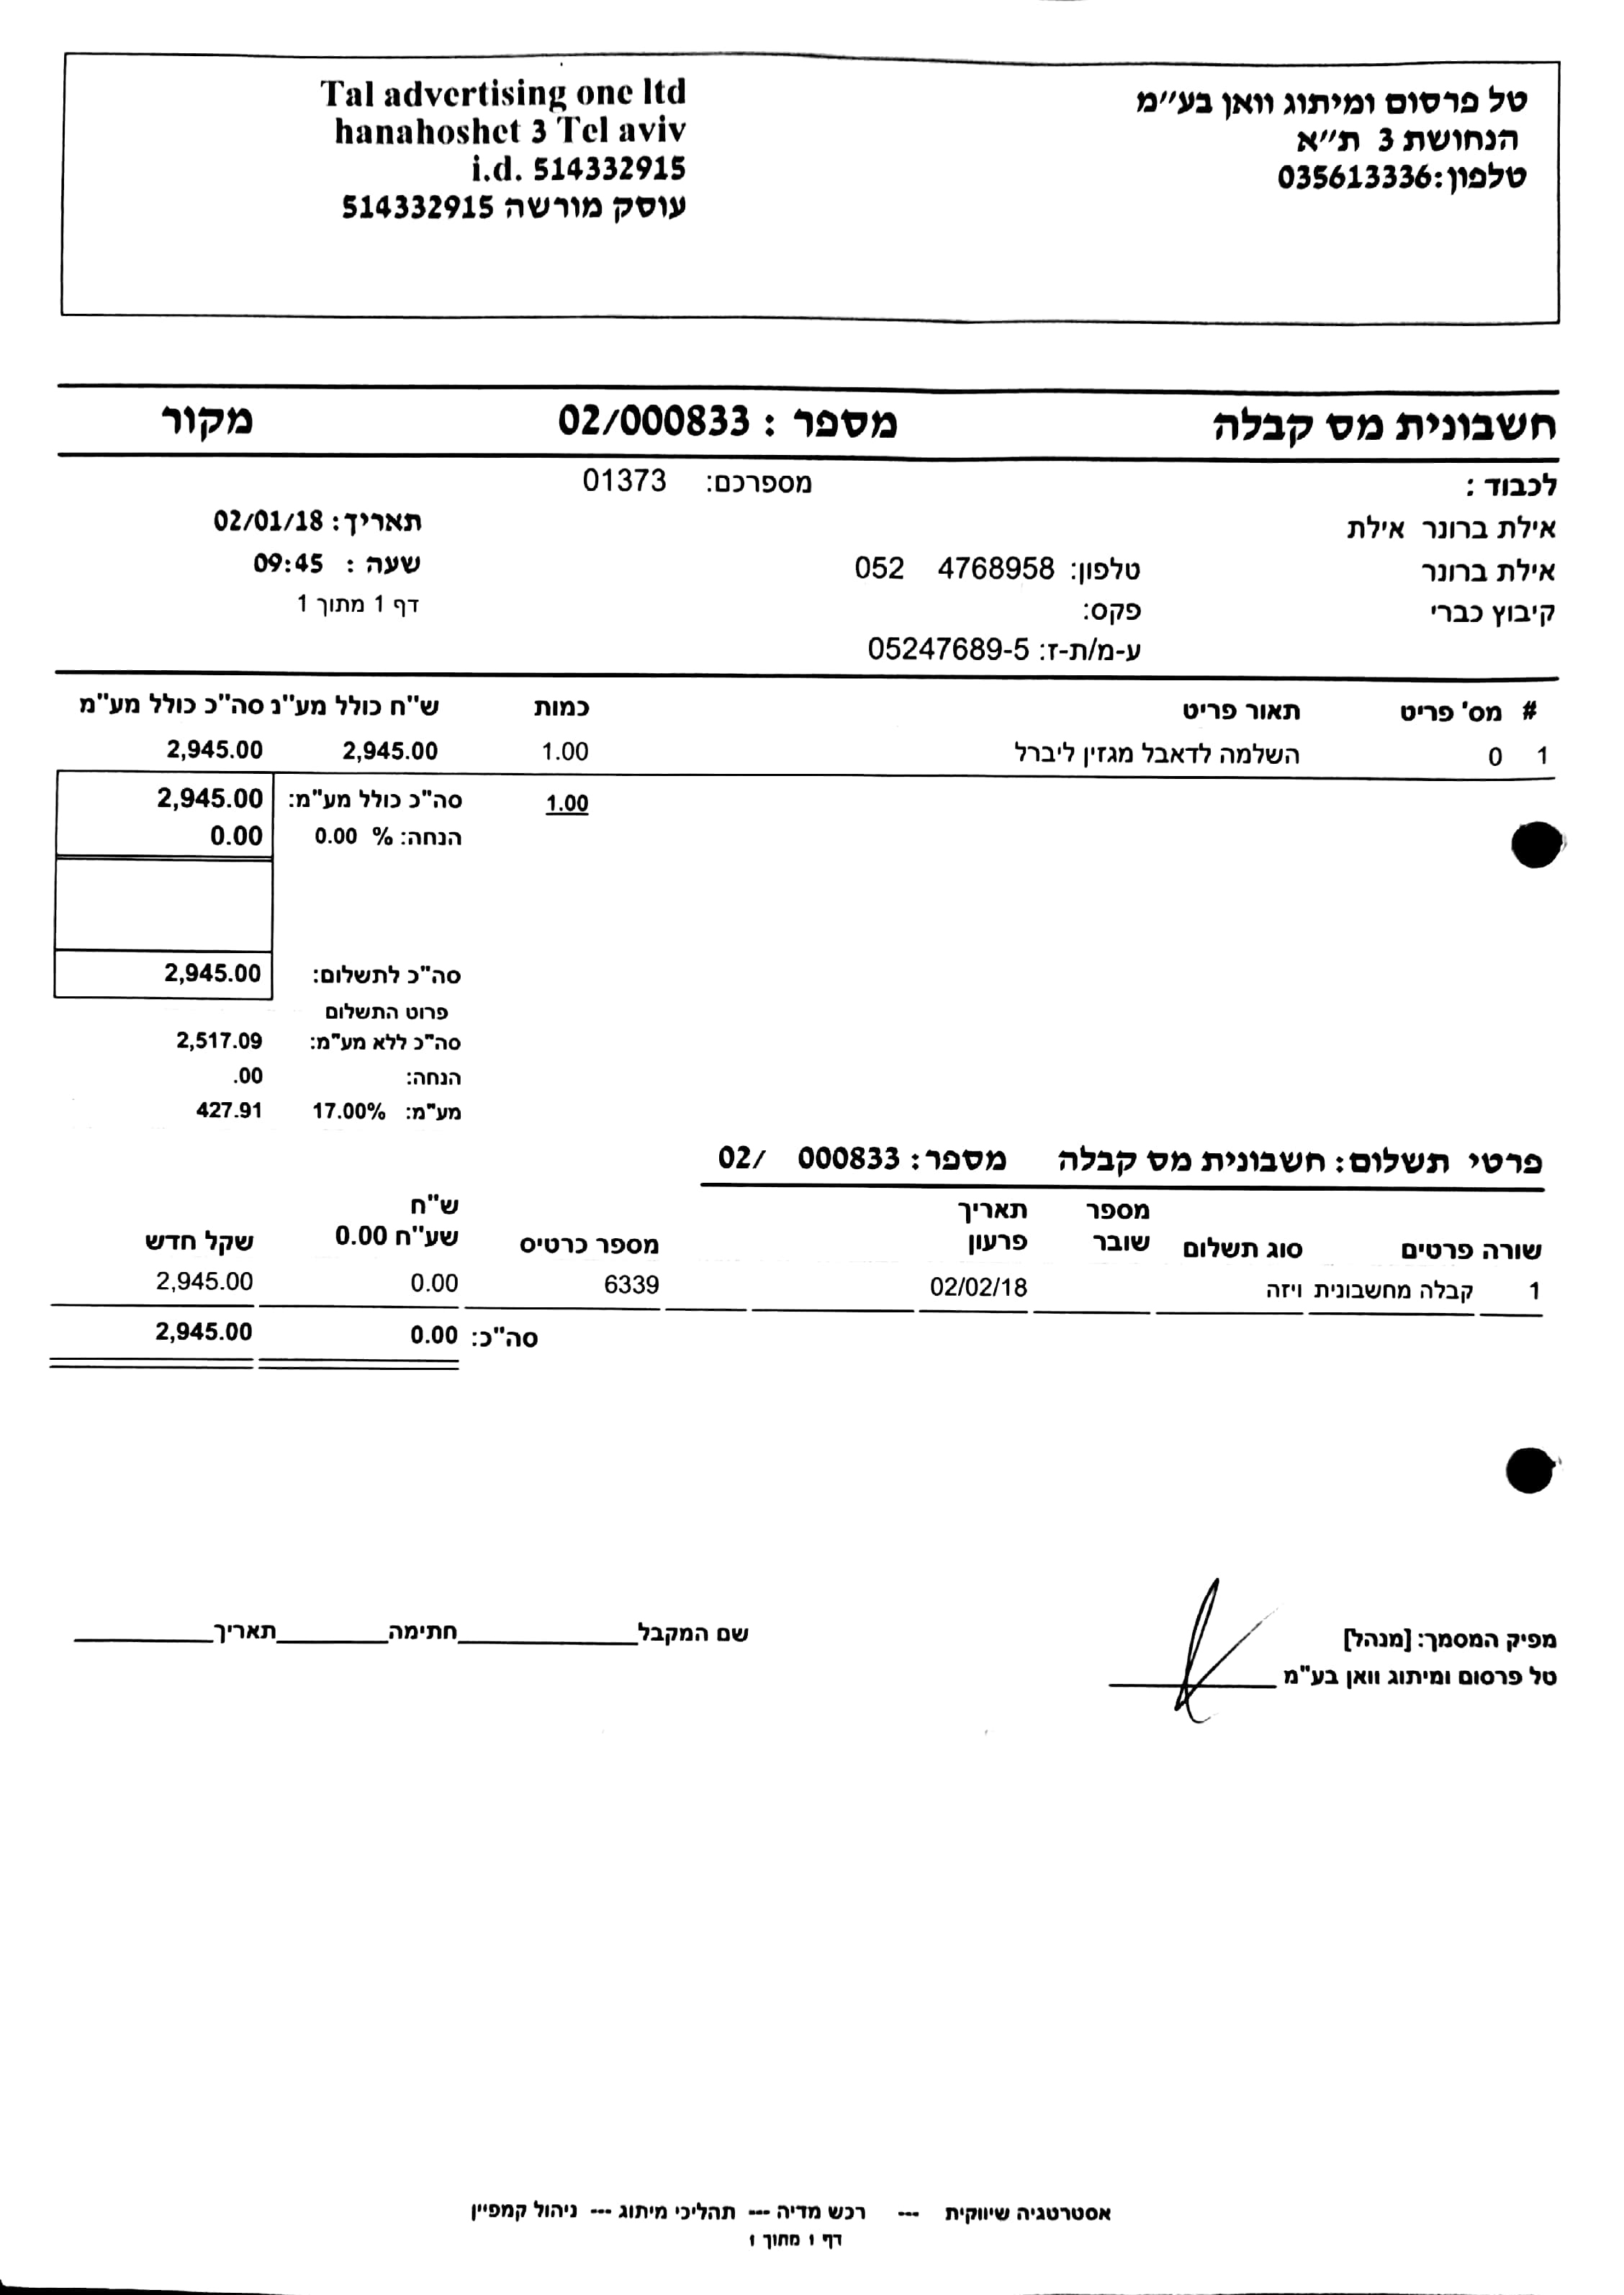 טל פרסום ומיתוג וואן בע״מ
הנחושת 3 ת״א
טלפון:035613336
Tal advertising one ltd
hanahoshet 3 Tel aviv
i.d. 514332915
עוסק מורשה 514332915
חשבונית מס קבלה מספר : 02/000833 מקור
לכבוד : מספרכם: 01373
אילת ברונר אילת תאריך: 02/01/18
אילת ברונר טלפון: 052 4768958 שעה : 09:45
קיבוץ כברי פקס: דף 1 מתוך 1
ע-מ/ת-ז: 05247689-5
# מס' פריט תאור פריט כמות ש"ח כולל מע"נ סה"כ כולל מע"מ
1 0 השלמה לדאבל מגזין ליברל 1.00 2,945.00 2,945.00
1.00 סה"כ כולל מע"מ: 2,945.00
הנחה: % 0.00 0.00
סה"כ לתשלום: 2,945.00
פרוט התשלום
סה"כ ללא מע"מ: 2,517.09
הנחה: .00
מע"מ: 17.00% 427.91
פרטי תשלום: חשבונית מס קבלה מספר: 000833 02/
שורה פרטים סוג תשלום מספר שובר תאריך פרעון מספר כרטיס ש"ח שע"ח 0.00 שקל חדש
1 קבלה מחשבונית ויזה 02/02/18 6339 0.00 2,945.00
סה"כ: 0.00 2,945.00
מפיק המסמך: [מנהל] שם המקבל חתימה תאריך
טל פרסום ומיתוג וואן בע"מ
אסטרטגיה שיווקית --- רכש מדיה --- תהליכי מיתוג --- ניהול קמפיין
דף 1 מתוך 1